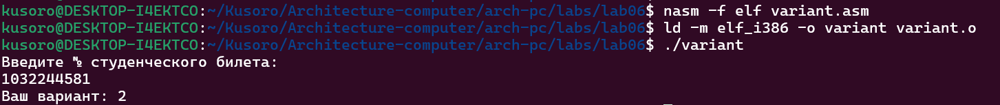 kusoro@DESKTOP-I4EKTCO:~/Kusoro/Architecture-computer/arch-pc/labs/lab06$ nasm -f elf variant.asm
kusoro@DESKTOP-I4EKTCO:~/Kusoro/Architecture-computer/arch-pc/labs/lab06$ ld -m elf_i386 -o variant variant.o
kusoro@DESKTOP-I4EKTCO:~/Kusoro/Architecture-computer/arch-pc/labs/lab06$ ./variant
Введите № студенческого билета:
1032244581
Ваш вариант: 2